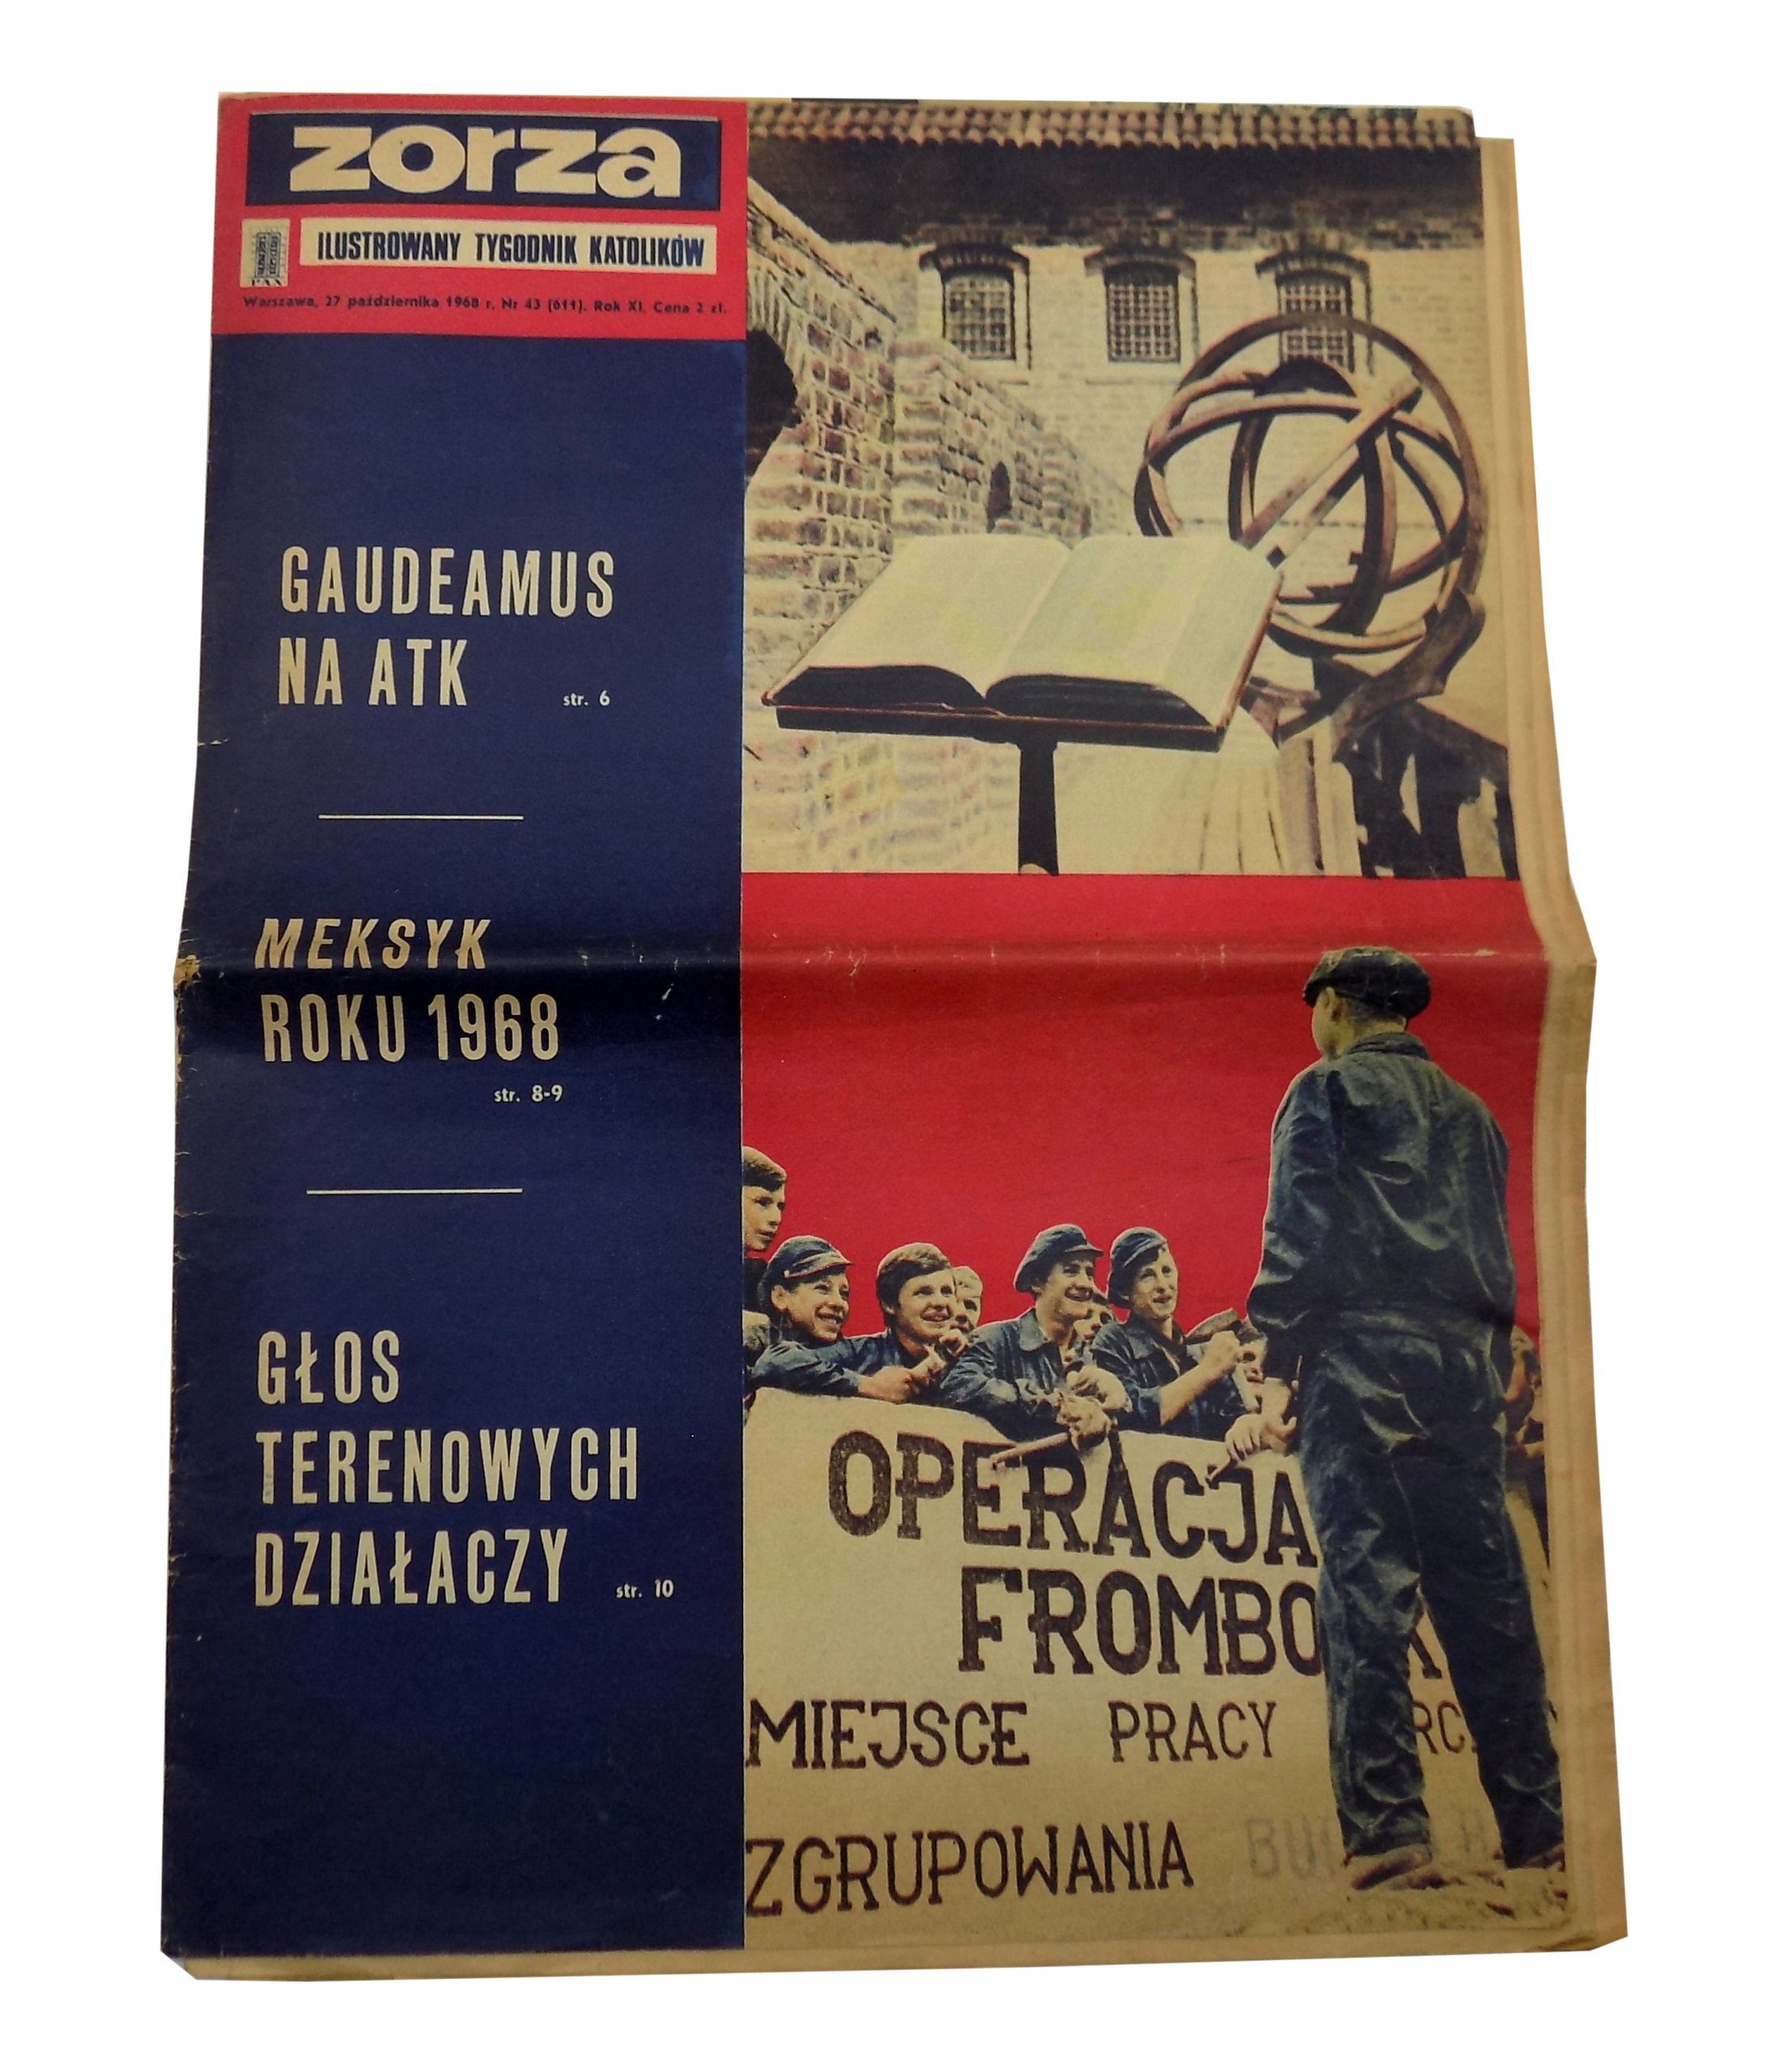 zorza
PAX
ILUSTROWANY TYGODNIK KATOLIKÓW
Warszawa, 27 października 1968 r. Nr 43 (611). Rok XI. Cena 2 zł.
GAUDEAMUS
NA ATK
str. 6
MEKSYK
ROKU 1968
str. 8-9
GŁOS
TERENOWYCH
DZIAŁACZY
str. 10
OPERACJA
FROMBO K
MIEJSCE PRACY
ZGRUPOWANIA